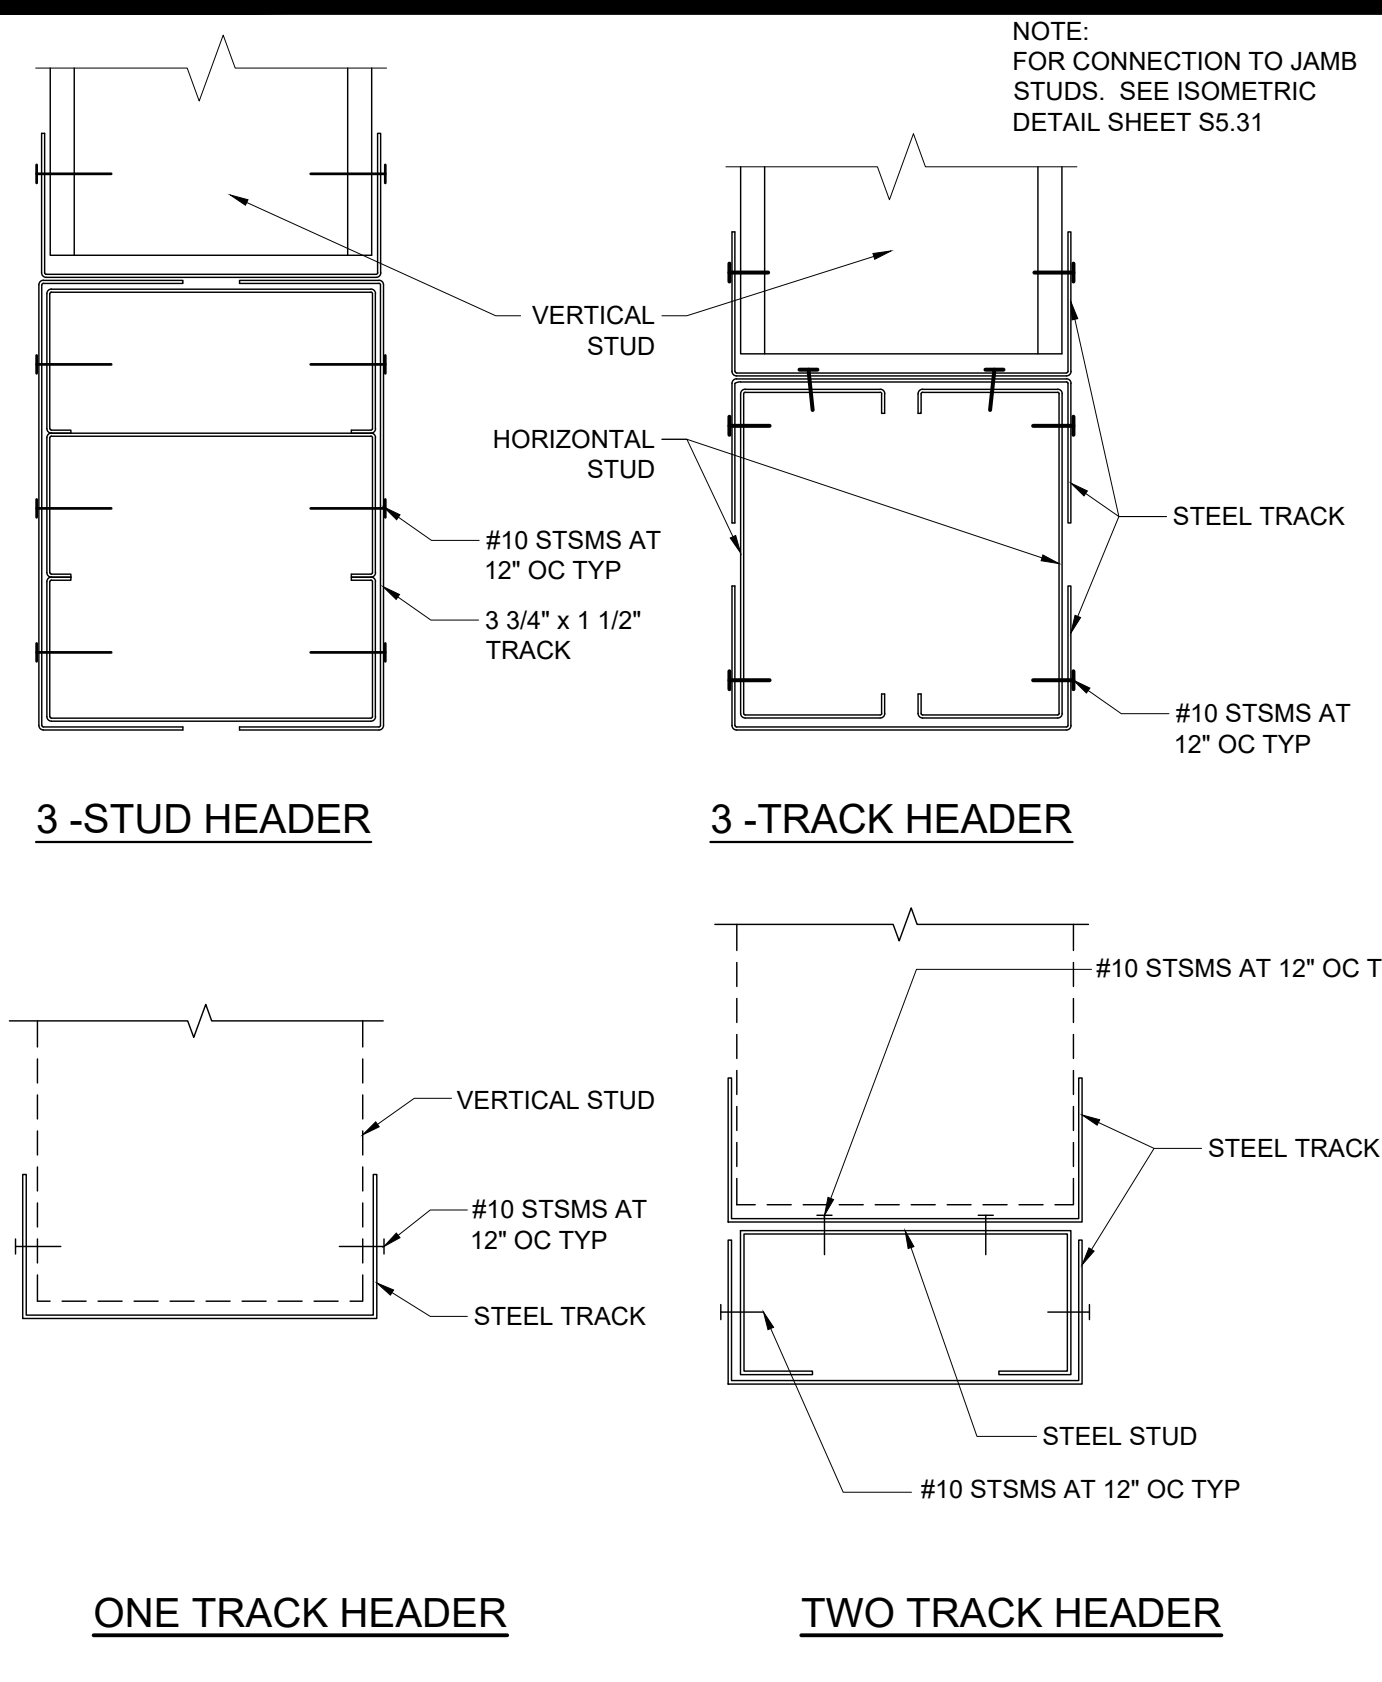 NOTE:
FOR CONNECTION TO JAMB
STUDS. SEE ISOMETRIC
DETAIL SHEET S5.31
VERTICAL
STUD
HORIZONTAL
STUD
#10 STSMS AT
12" OC TYP
3 3/4" x 1 1/2"
TRACK
STEEL TRACK
#10 STSMS AT
12" OC TYP
3 -STUD HEADER
3 -TRACK HEADER
VERTICAL STUD
#10 STSMS AT
12" OC TYP
STEEL TRACK
#10 STSMS AT 12" OC T
STEEL TRACK
STEEL STUD
#10 STSMS AT 12" OC TYP
ONE TRACK HEADER
TWO TRACK HEADER